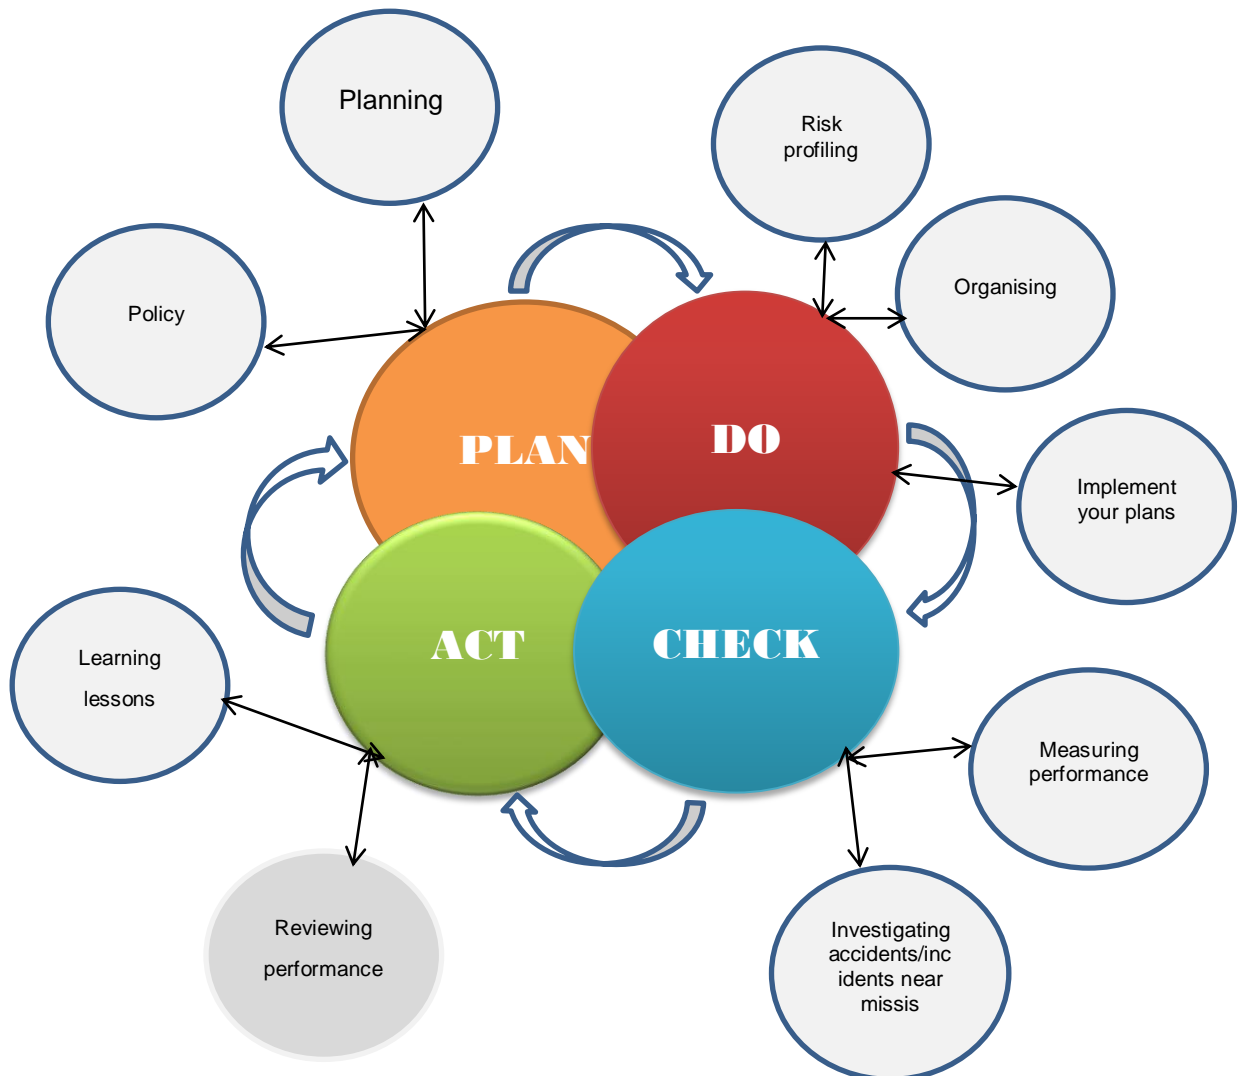 Planning
Risk
profiling
Policy
Organising
PLAN
DO
Implement
your plans
ACT
CHECK
Learning
lessons
Measuring
performance
Reviewing
performance
Investigating
accidents/inc
idents near
missis